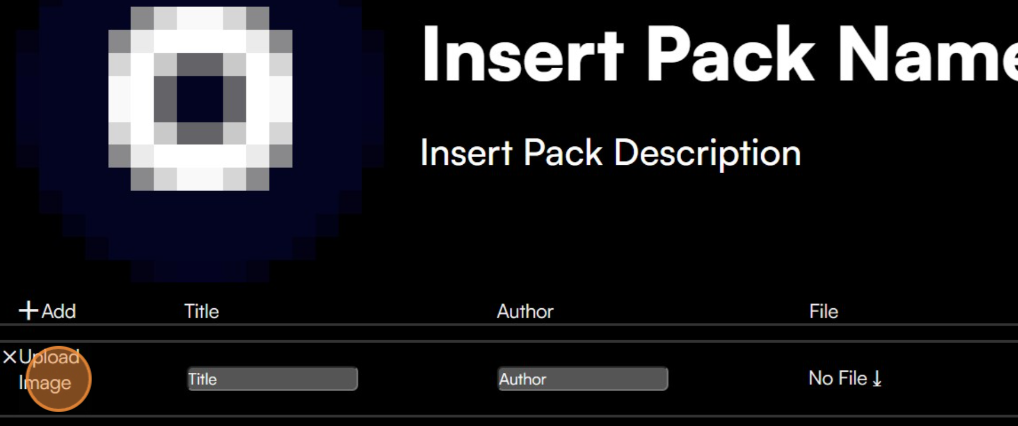 Insert Pack Name
Insert Pack Description
+Add Title Author File
×Upload
Image
Title Author No File ↓